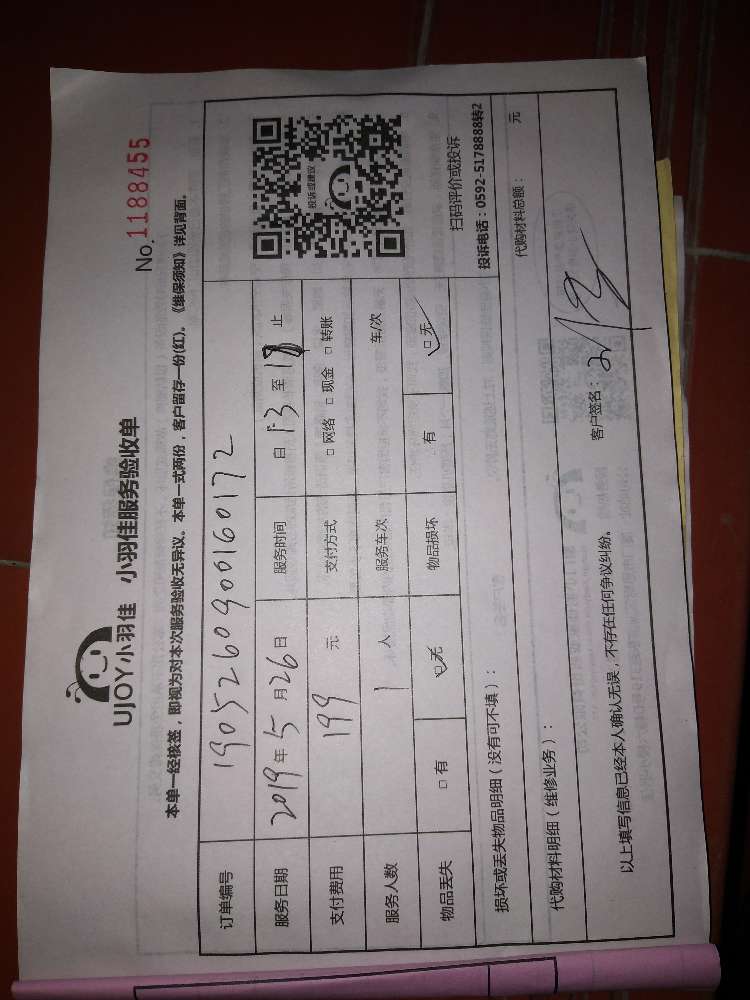 UJOY小羽佳 小羽佳服务验收单
No.1188455
本单一经核签，即视为对本次服务验收无异议。本单一式两份，客户留存一份(红)。《维保须知》详见背面。
订单编号 1905260900160172
服务日期 2019年5月26日 服务时间 自 13 至 18 止
支付费用 199 元 支付方式 □ 网络 □ 现金 □ 转账
服务人数 1 人 服务车次 车/次
物品丢失 □ 有 □ 无 物品损坏 有 □ 无
投诉或建议
扫码评价或投诉
投诉电话：0592-5178888转2
损坏或丢失物品明细（没有可不填）：
代购材料明细（维修业务）： 代购材料总额： 元
以上填写信息已经本人确认无误，不存在任何争议纠纷。 客户签名：